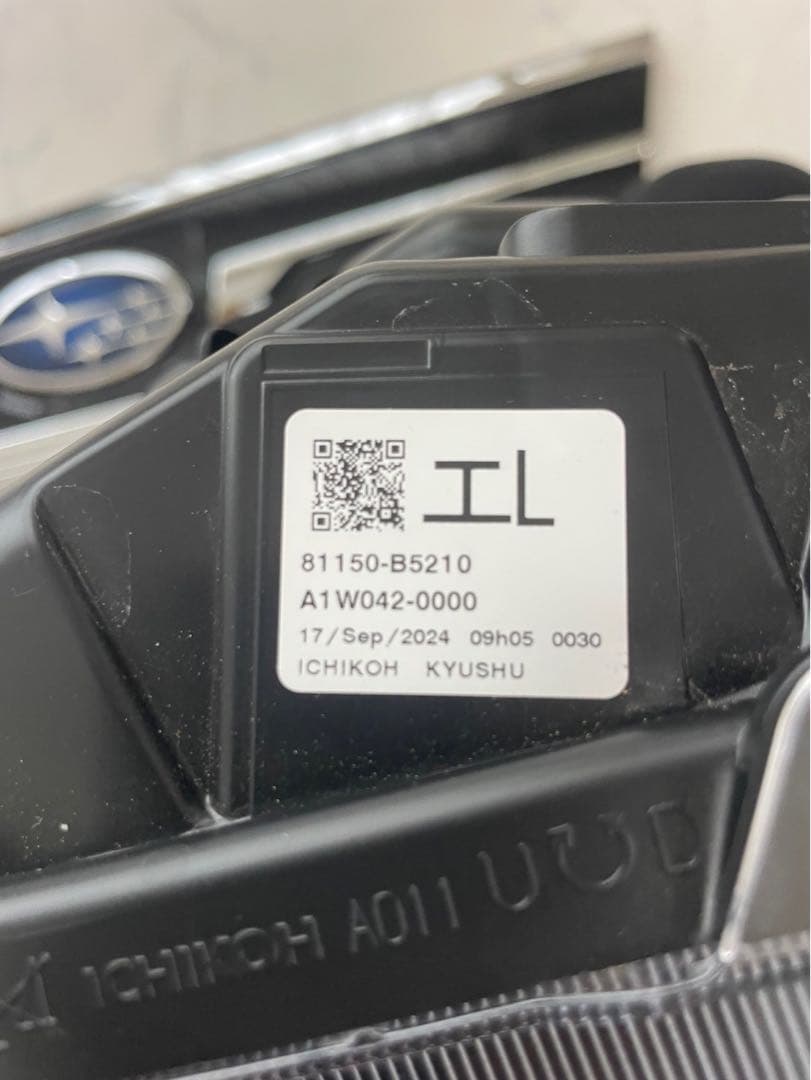 エL
81150-B5210
A1W042-0000
17/Sep/2024 09h05 0030
ICHIKOH KYUSHU
ICHIKOH A011